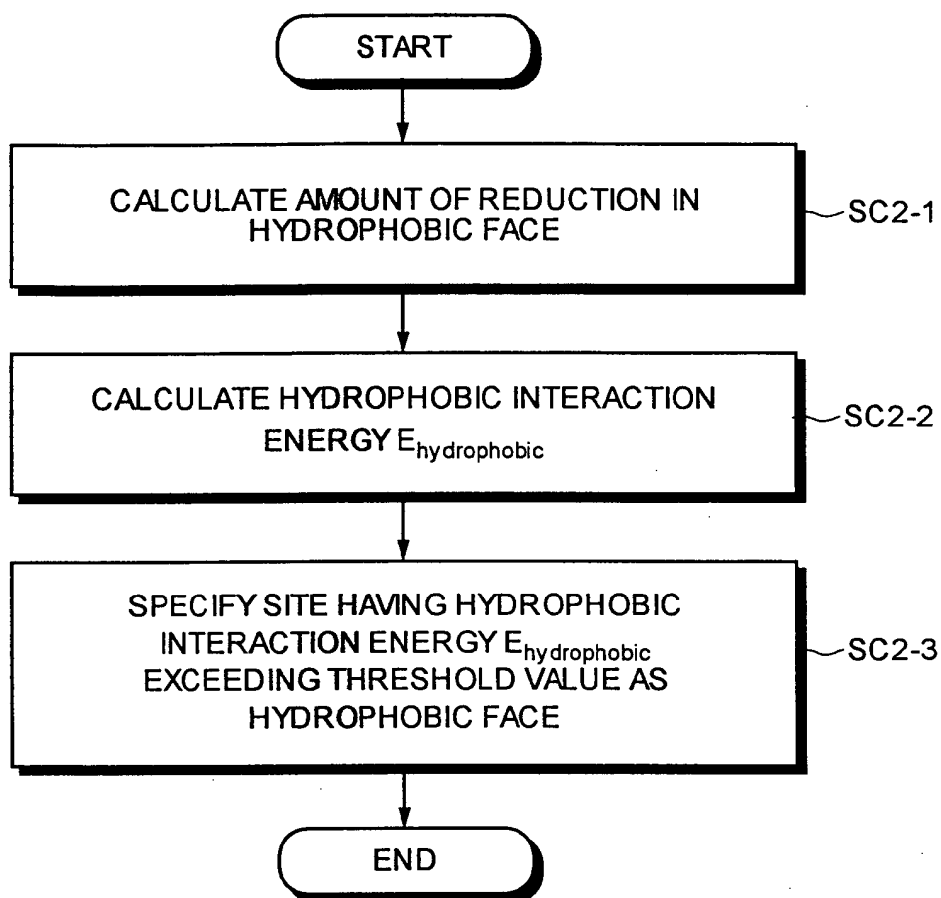 START
CALCULATE AMOUNT OF REDUCTION IN
HYDROPHOBIC FACE
SC2-1
CALCULATE HYDROPHOBIC INTERACTION
ENERGY Ehydrophobic
SC2-2
SPECIFY SITE HAVING HYDROPHOBIC
INTERACTION ENERGY Ehydrophobic
EXCEEDING THRESHOLD VALUE AS
HYDROPHOBIC FACE
SC2-3
END